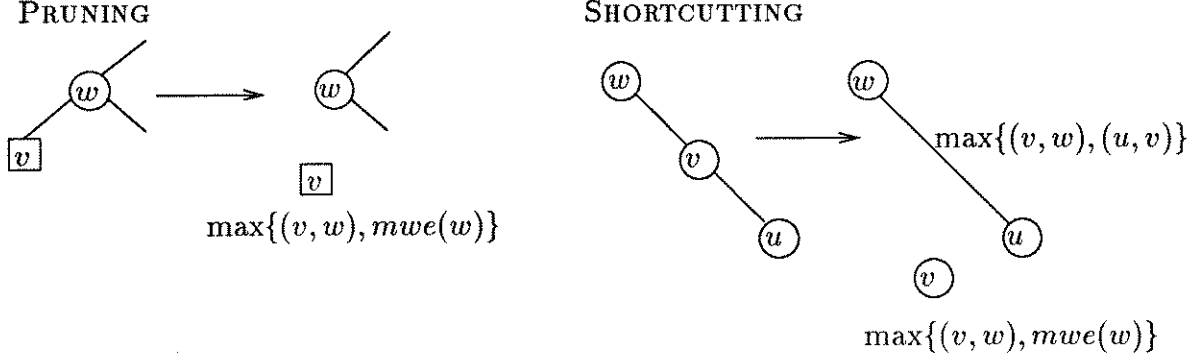 PRUNING
w
v
w
v
max{(v, w), mwe(w)}
SHORTCUTTING
w
v
u
w
max{(v, w), (u, v)}
u
v
max{(v, w), mwe(w)}